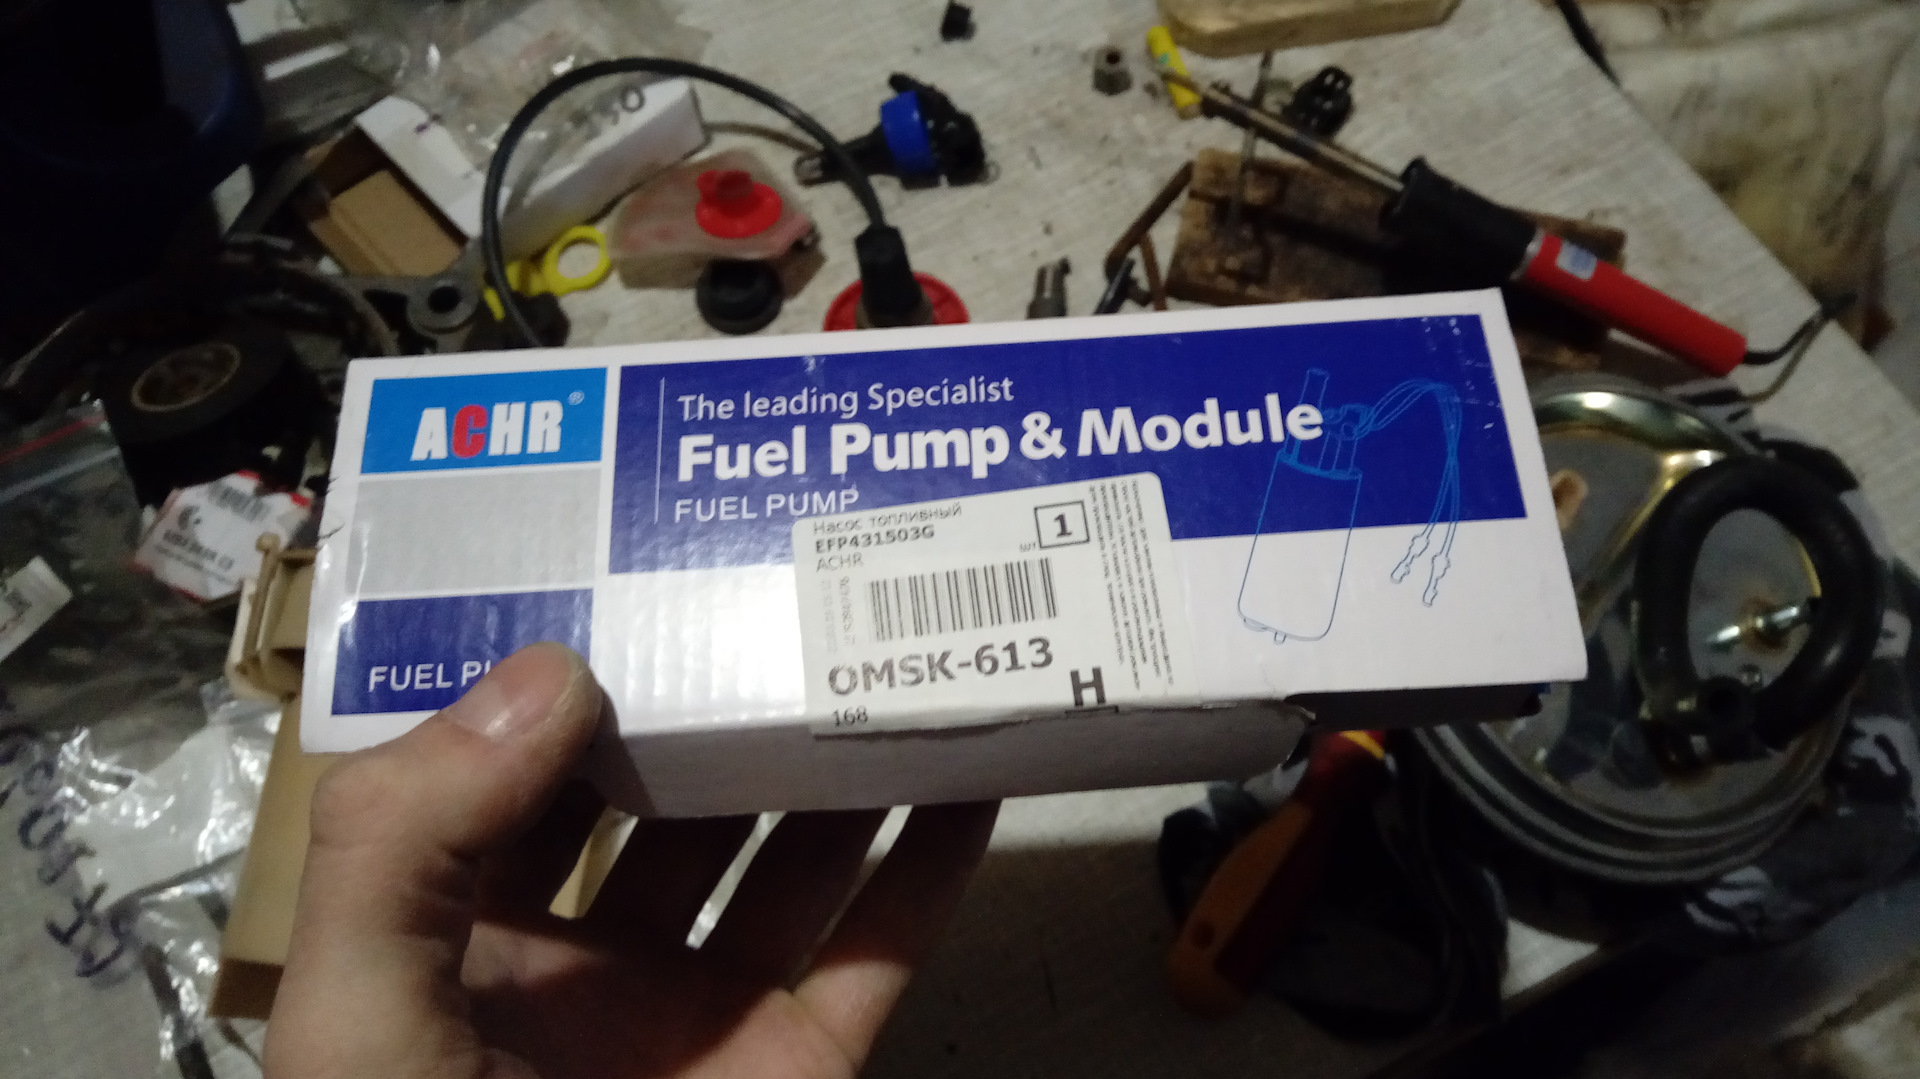 ACHR®
The leading Specialist
Fuel Pump & Module
FUEL PUMP
Насос топливный
EFP431503G
ACHR
шт
1
OMSK-613
168
H
FUEL PU